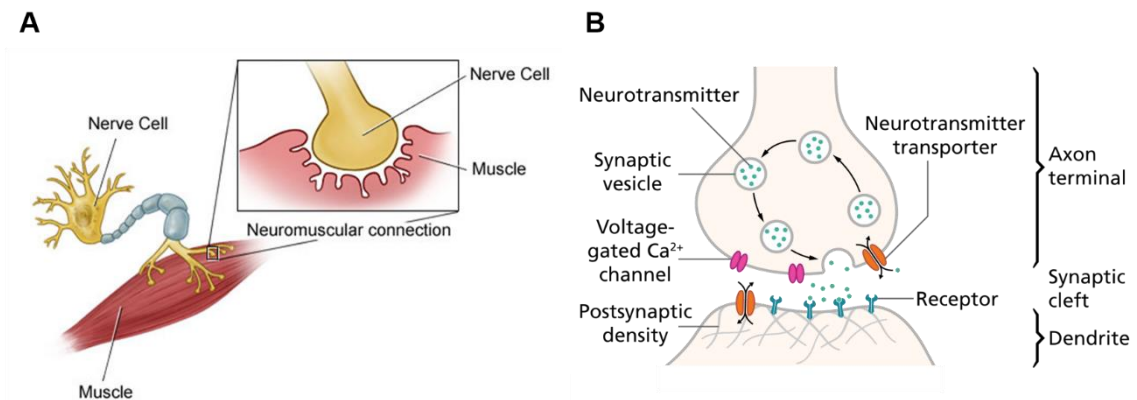 A
Nerve Cell
Nerve Cell
Muscle
Neuromuscular connection
Muscle
B
Neurotransmitter
Synaptic
vesicle
Voltage-
gated Ca²⁺
channel
Postsynaptic
density
Neurotransmitter
transporter
Receptor
Axon
terminal
Synaptic
cleft
Dendrite